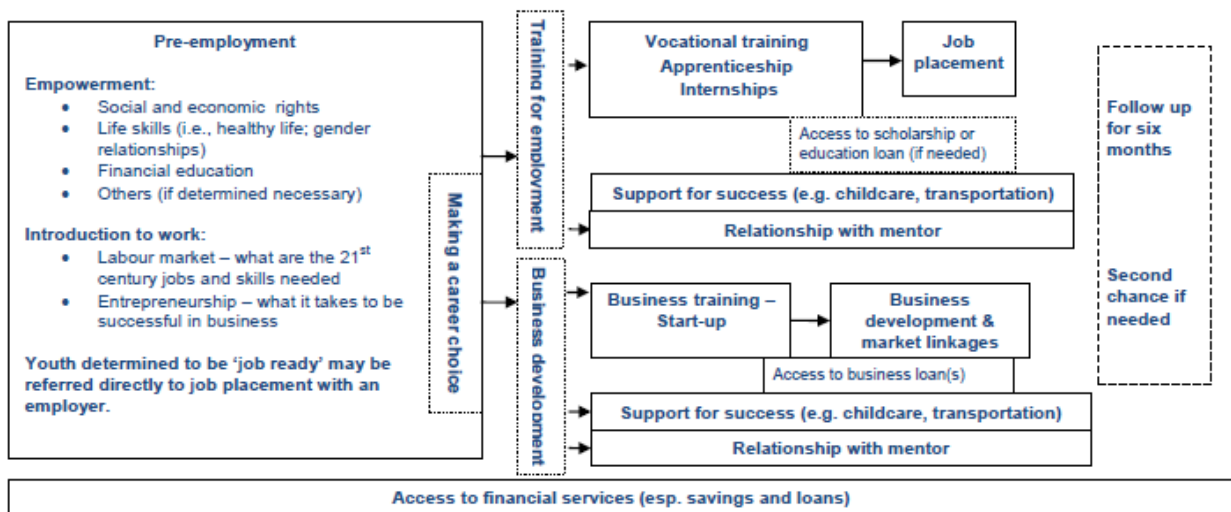 Pre-employment
Empowerment:
• Social and economic rights
• Life skills (i.e., healthy life; gender
relationships)
• Financial education
• Others (if determined necessary)
Introduction to work:
• Labour market – what are the 21st
century jobs and skills needed
• Entrepreneurship – what it takes to be
successful in business
Youth determined to be ‘job ready’ may be
referred directly to job placement with an
employer.
Making a career choice
Training for employment
Vocational training
Apprenticeship
Internships
Job
placement
Access to scholarship or
education loan (if needed)
Support for success (e.g. childcare, transportation)
Relationship with mentor
Business development
Business training –
Start-up
Business
development &
market linkages
Access to business loan(s)
Support for success (e.g. childcare, transportation)
Relationship with mentor
Follow up
for six
months
Second
chance if
needed
Access to financial services (esp. savings and loans)